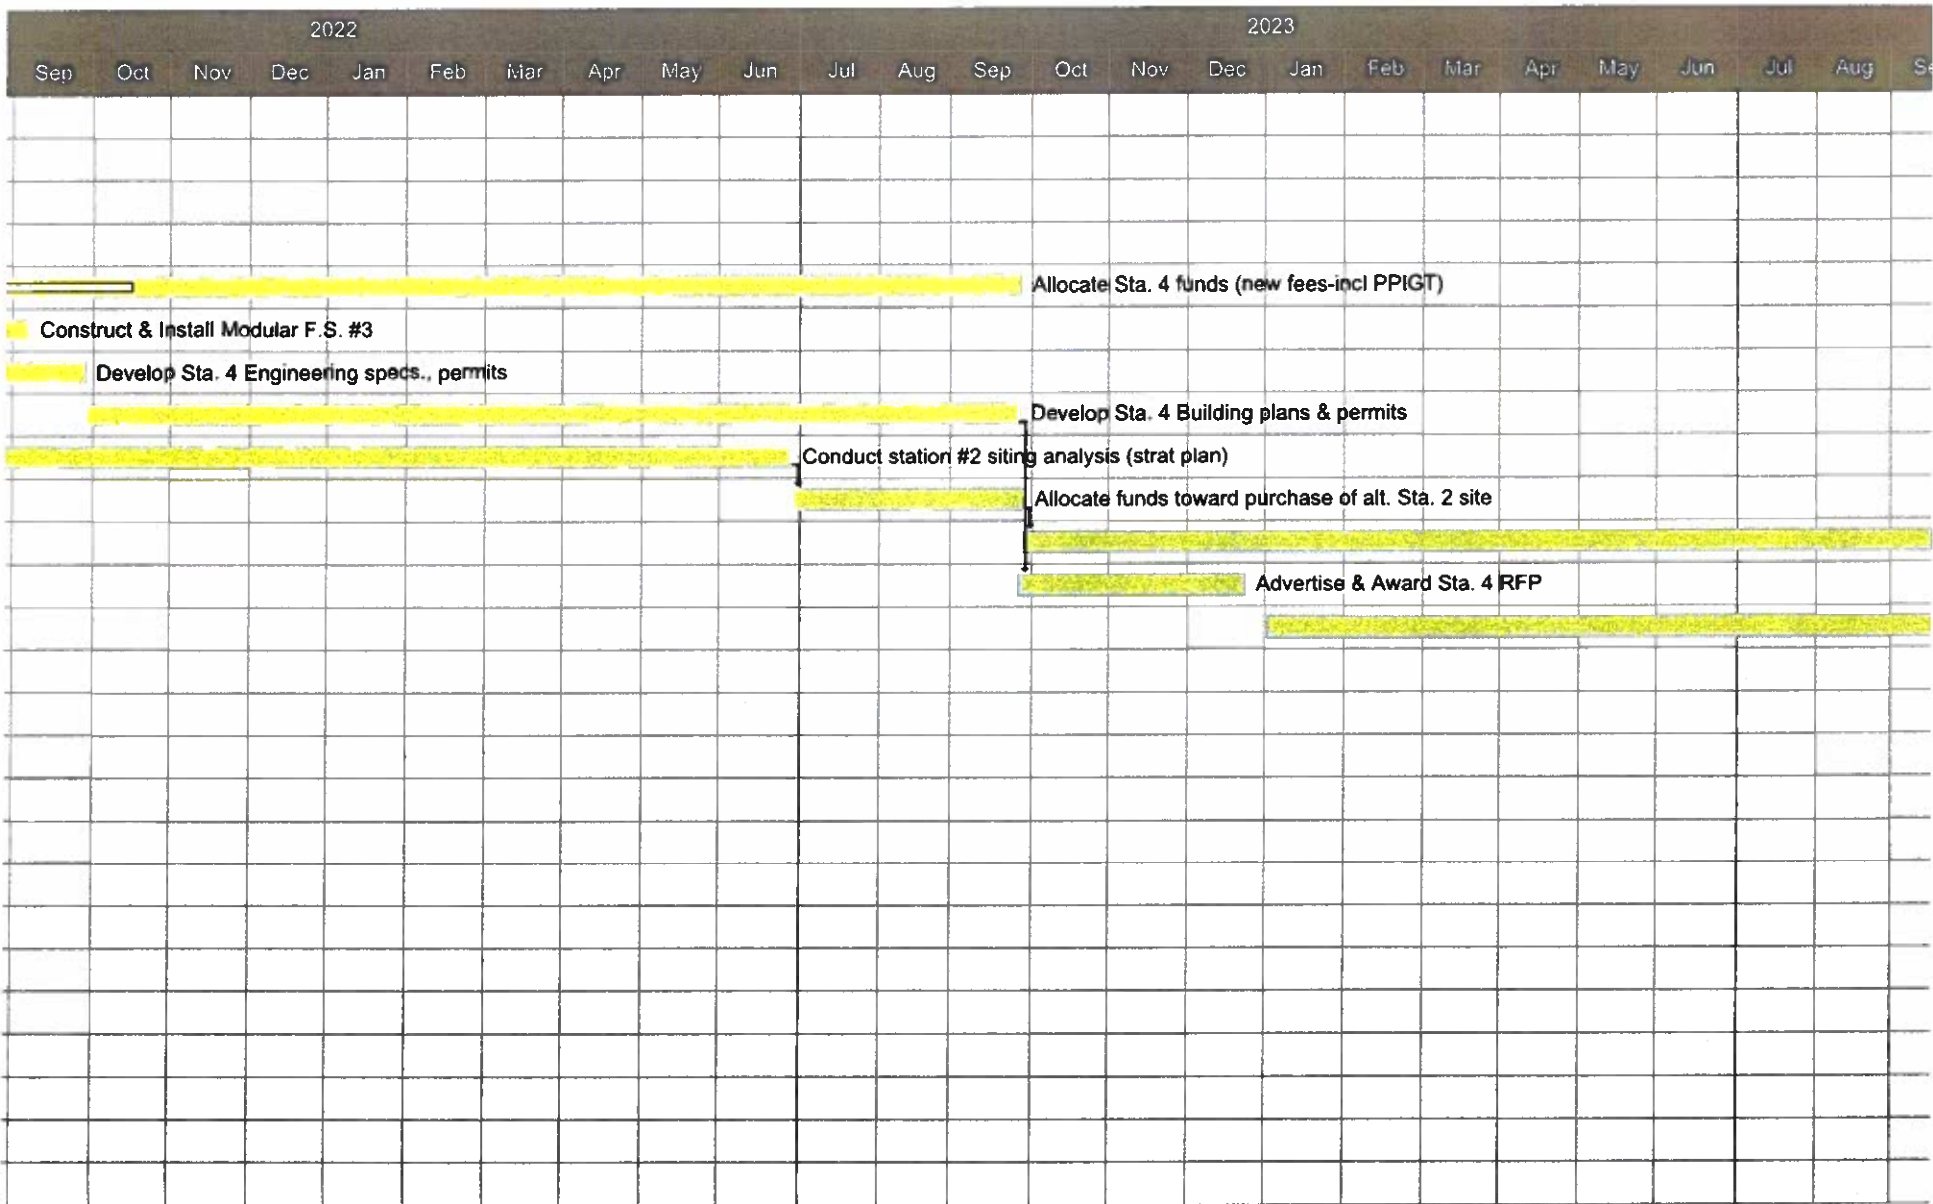 2022 2023
Sep Oct Nov Dec Jan Feb Mar Apr May Jun Jul Aug Sep Oct Nov Dec Jan Feb Mar Apr May Jun Jul Aug Se
Allocate Sta. 4 funds (new fees-incl PPIGT)
Construct & Install Modular F.S. #3
Develop Sta. 4 Engineering specs., permits
Develop Sta. 4 Building plans & permits
Conduct station #2 siting analysis (strat plan)
Allocate funds toward purchase of alt. Sta. 2 site
Advertise & Award Sta. 4 RFP